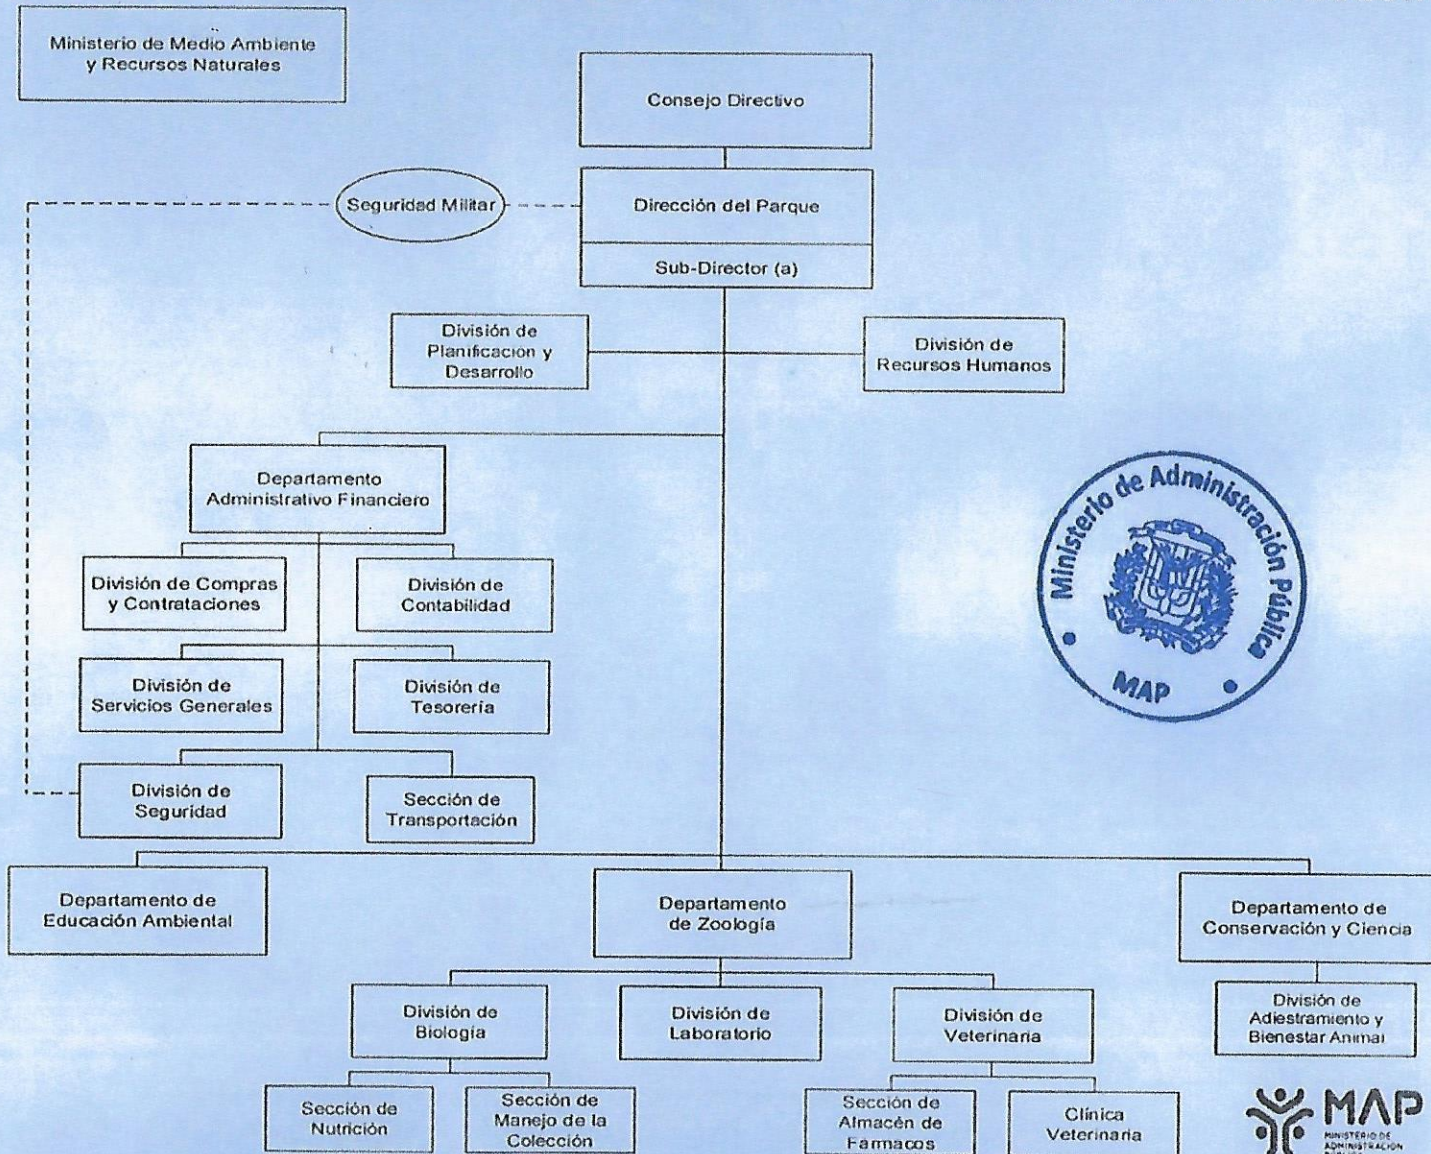 Ministerio de Medio Ambiente
y Recursos Naturales
Consejo Directivo
Seguridad Militar
Dirección del Parque
Sub-Director (a)
División de
Planificación y
Desarrollo
División de
Recursos Humanos
Departamento
Administrativo Financiero
División de Compras
y Contrataciones
División de
Contabilidad
División de
Servicios Generales
División de
Tesorería
División de
Seguridad
Sección de
Transportación
Ministerio de Administración Pública
MAP
Departamento de
Educación Ambiental
Departamento
de Zoología
Departamento de
Conservación y Ciencia
División de
Biología
División de
Laboratorio
División de
Veterinaria
División de
Adiestramiento y
Bienestar Animal
Sección de
Nutrición
Sección de
Manejo de la
Colección
Sección de
Almacén de
Farmacos
Clínica
Veterinaria
MAP
MINISTERIO DE
ADMINISTRACIÓN